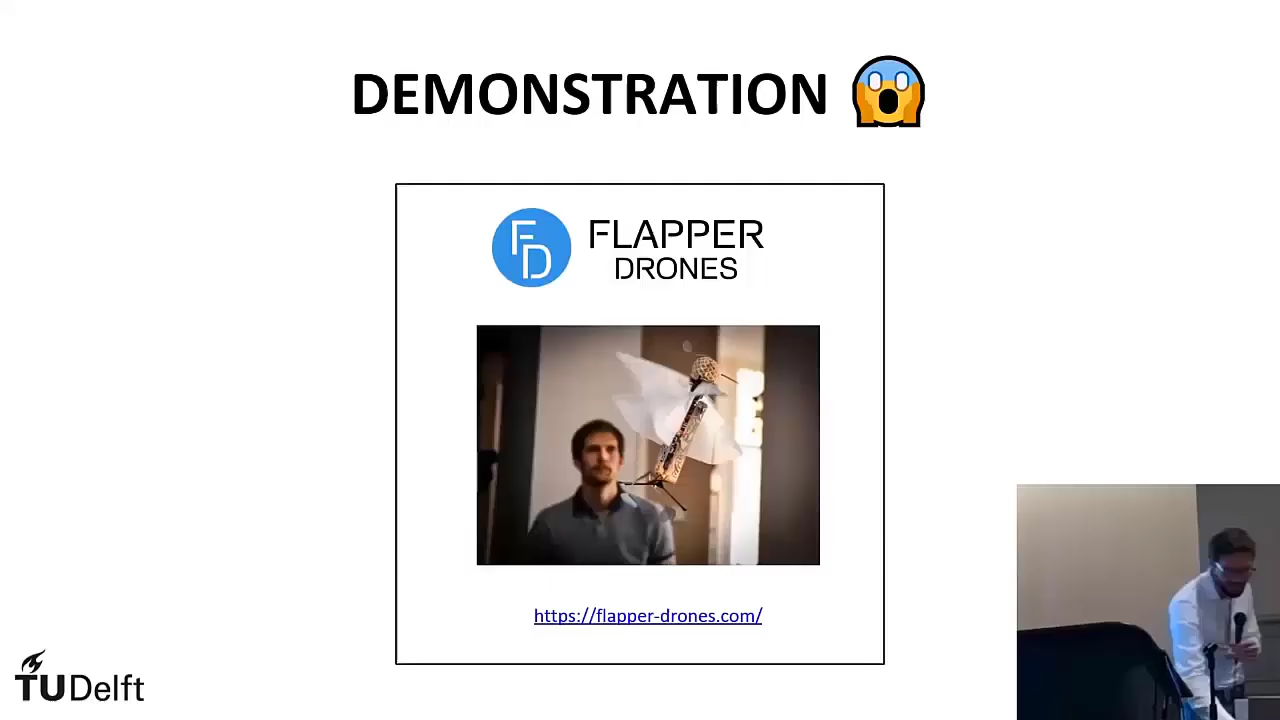 DEMONSTRATION
FLAPPER
DRONES
https://flapper-drones.com/
TUDelft